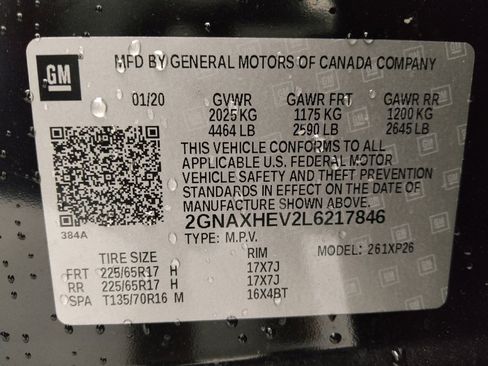 GM
MFD BY GENERAL MOTORS OF CANADA COMPANY
01/20 GVWR GAWR FRT GAWR RR
2025 KG 1175 KG 1200 KG
4464 LB 2590 LB 2645 LB
THIS VEHICLE CONFORMS TO ALL
APPLICABLE U.S. FEDERAL MOTOR
VEHICLE SAFETY AND THEFT PREVENTION
STANDARDS IN EFFECT ON THE DATE OF
MANUFACTURE SHOWN ABOVE.
384A
2GNAXHEV2L6217846
TYPE: M.P.V. MODEL: 261XP26
TIRE SIZE RIM
FRT 225/65R17 H 17X7J
RR 225/65R17 H 17X7J
SPA T135/70R16 M 16X4BT